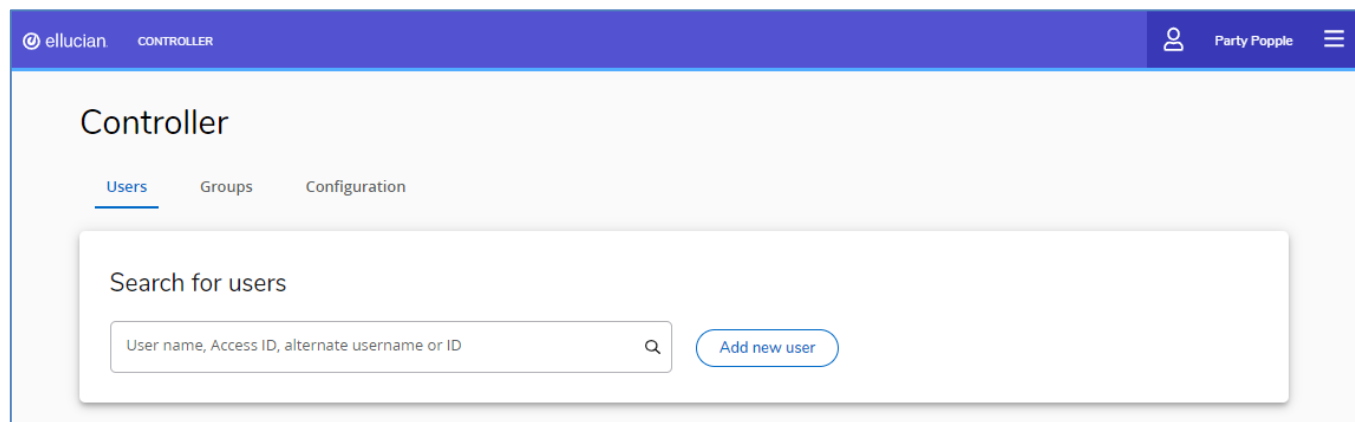 ellucian CONTROLLER Party Popple
Controller
Users Groups Configuration
Search for users
User name, Access ID, alternate username or ID Add new user